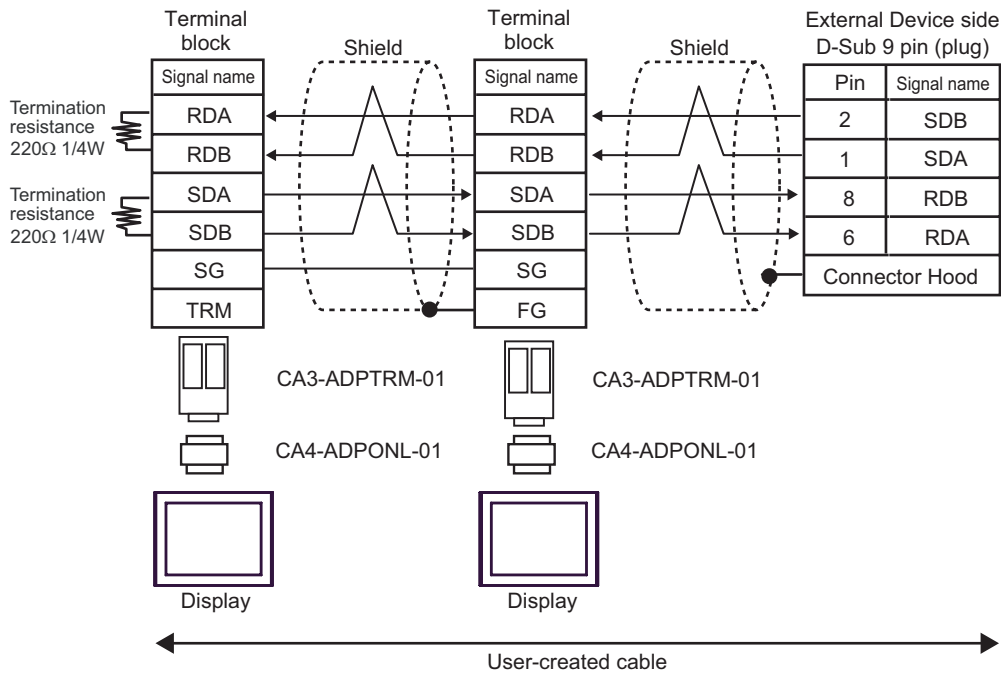 Terminal
block
Shield
Terminal
block
Shield
External Device side
D-Sub 9 pin (plug)
Signal name
Signal name
Pin
Signal name
Termination
resistance
220Ω 1/4W
RDA
RDA
2
SDB
RDB
RDB
1
SDA
Termination
resistance
220Ω 1/4W
SDA
SDA
8
RDB
SDB
SDB
6
RDA
SG
SG
Connector Hood
TRM
FG
CA3-ADPTRM-01
CA3-ADPTRM-01
CA4-ADPONL-01
CA4-ADPONL-01
Display
Display
User-created cable